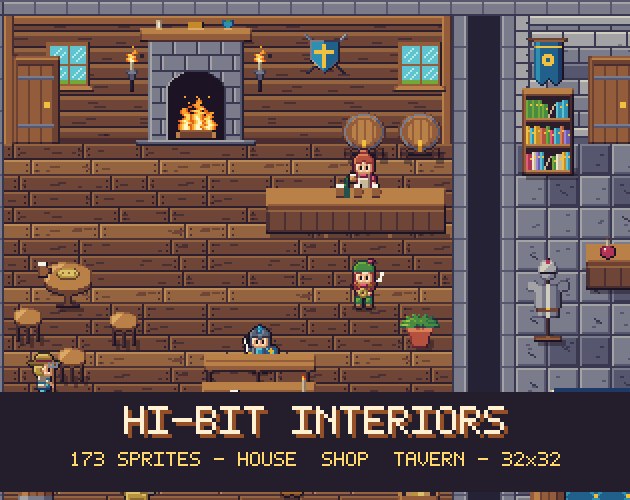 HI-BIT INTERIORS
173 SPRITES - HOUSE SHOP TAVERN - 32x32